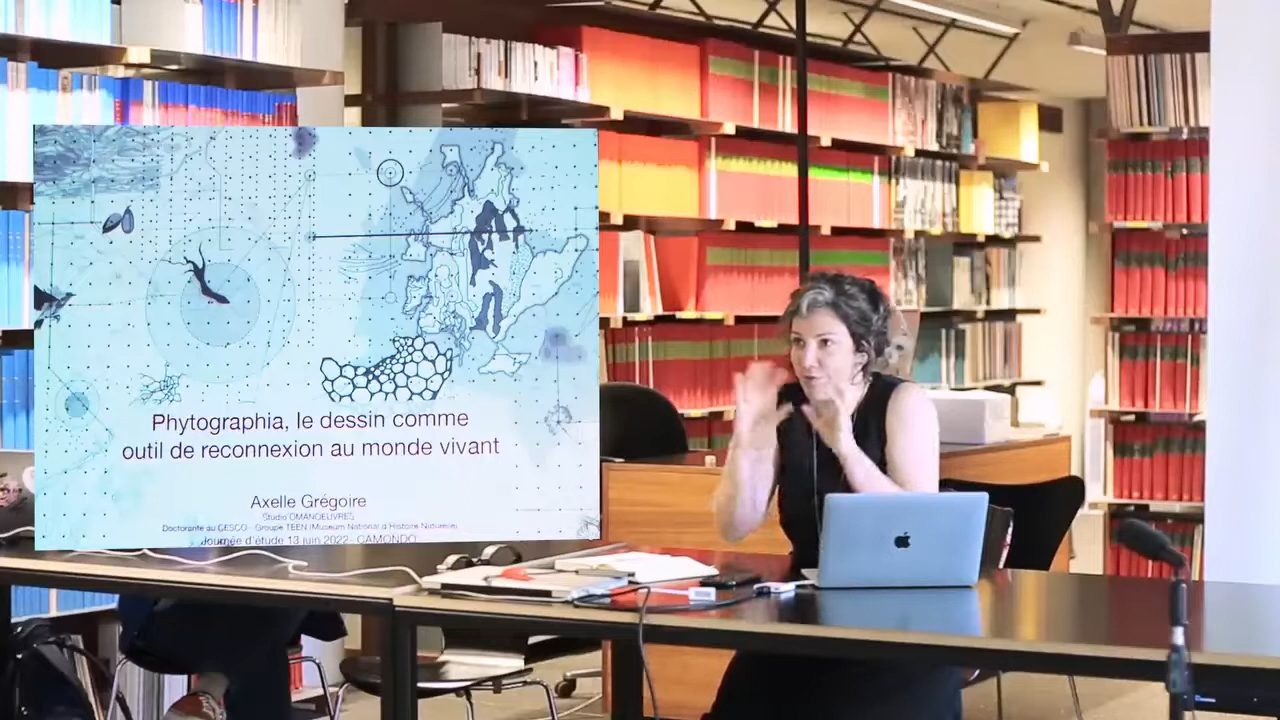 Phytographia, le dessin comme
outil de reconnexion au monde vivant
Axelle Grégoire
Studio OMANOEUVRES
Doctorante au CESCO - Groupe TEEN (Museum National d'Histoire Naturelle)
Journée d'étude 13 juin 2022 - CAMONDO